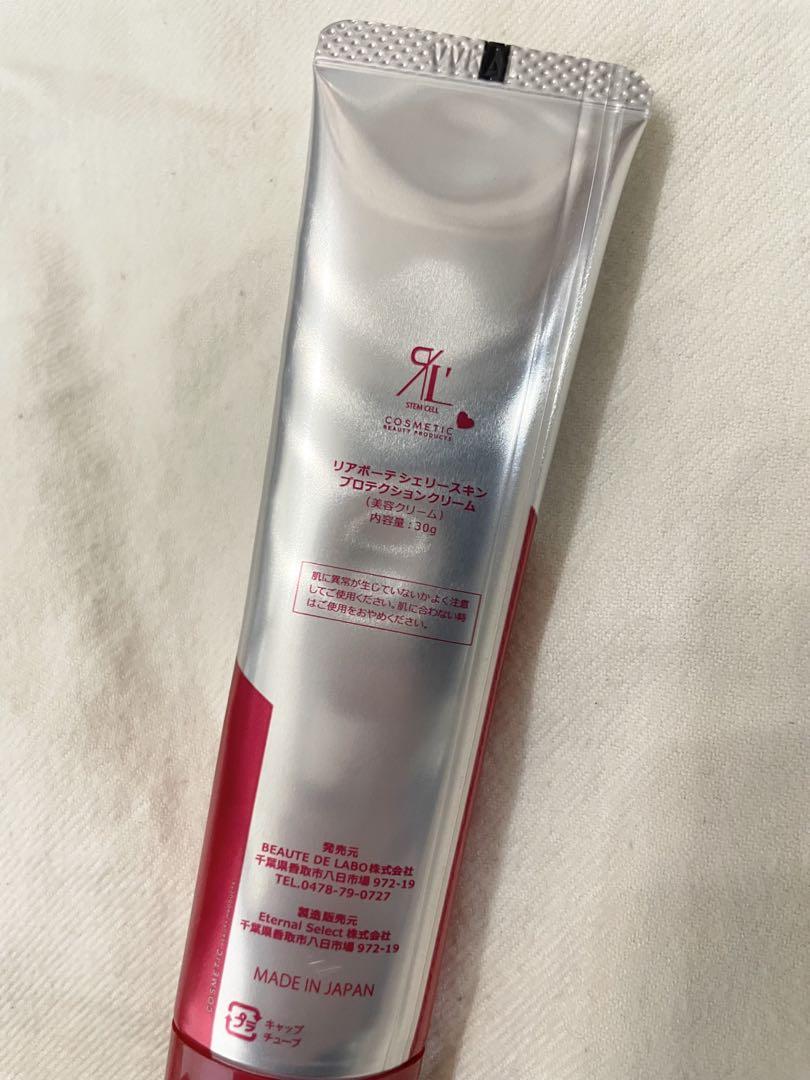 STEM CELL
COSMETIC
BEAUTY PRODUCTS
リアボーテ シェリースキン
プロテクションクリーム
(美容クリーム)
内容量:30g
肌に異常が生じていないかよく注意
してご使用ください。肌に合わない時
はご使用をおやめください。
発売元
BEAUTE DE LABO株式会社
千葉県香取市八日市場972-19
TEL.0478-79-0727
製造販売元
Eternal Select 株式会社
千葉県香取市八日市場 972-19
MADE IN JAPAN
プラ
キャップ
チューブ
COSMETIC